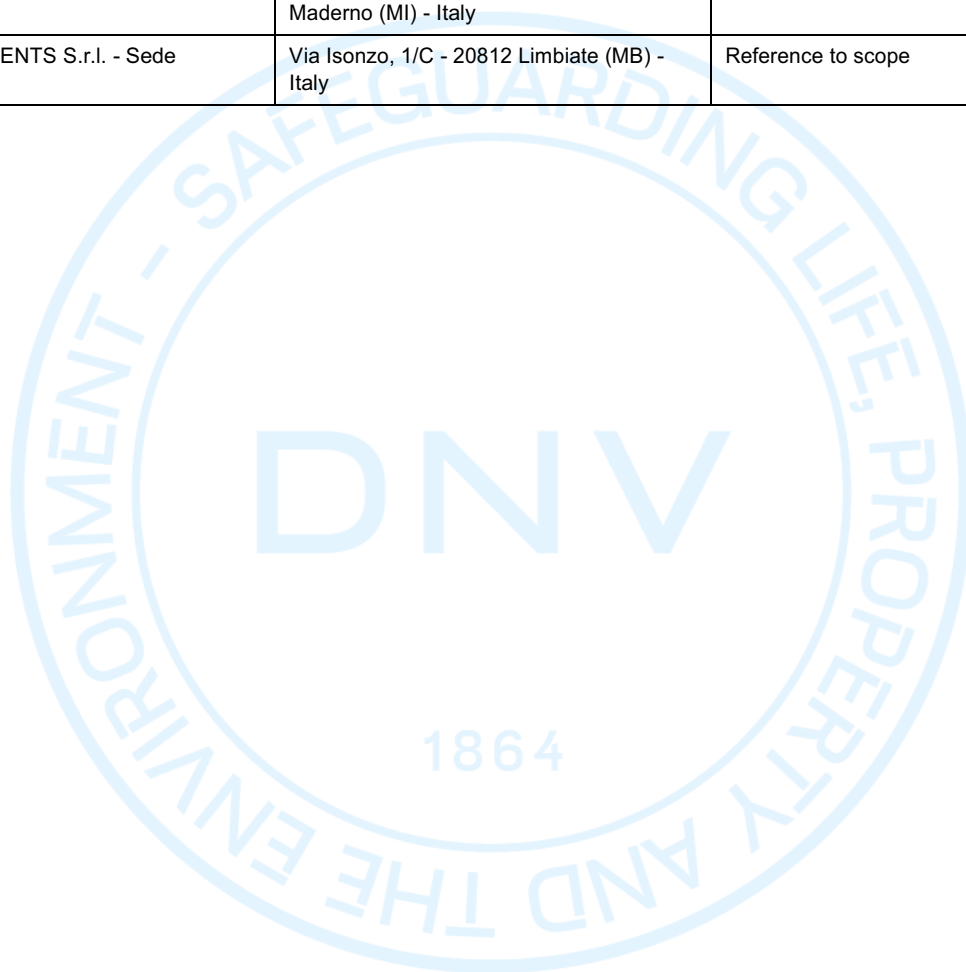 Maderno (MI) - Italy
ENTS S.r.l. - Sede
Via Isonzo, 1/C - 20812 Limbiate (MB) -
Italy
Reference to scope
SAFEGUARDING LIFE, PROPERTY AND THE ENVIRONMENT -
DNV
1864